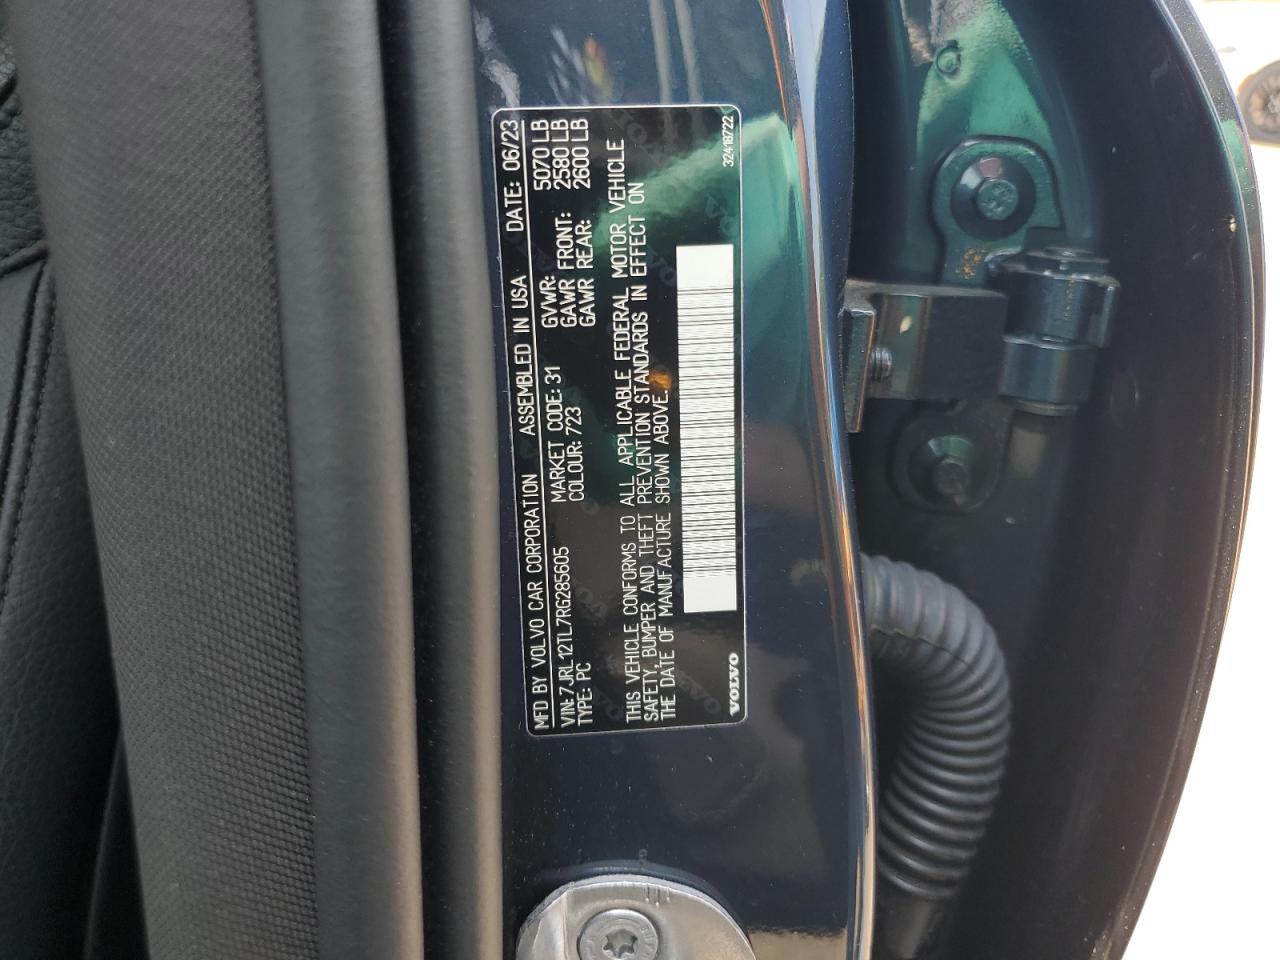 MFD BY VOLVO CAR CORPORATION ASSEMBLED IN USA DATE: 06/23
VIN:7JRL12TL7RG285605 MARKET CODE: 31 GVWR: 5070 LB
TYPE: PC COLOUR: 723 GAWR FRONT: 2580 LB
GAWR REAR: 2600 LB
THIS VEHICLE CONFORMS TO ALL APPLICABLE FEDERAL MOTOR VEHICLE
SAFETY, BUMPER AND THEFT PREVENTION STANDARDS IN EFFECT ON
THE DATE OF MANUFACTURE SHOWN ABOVE.
VOLVO 32418722